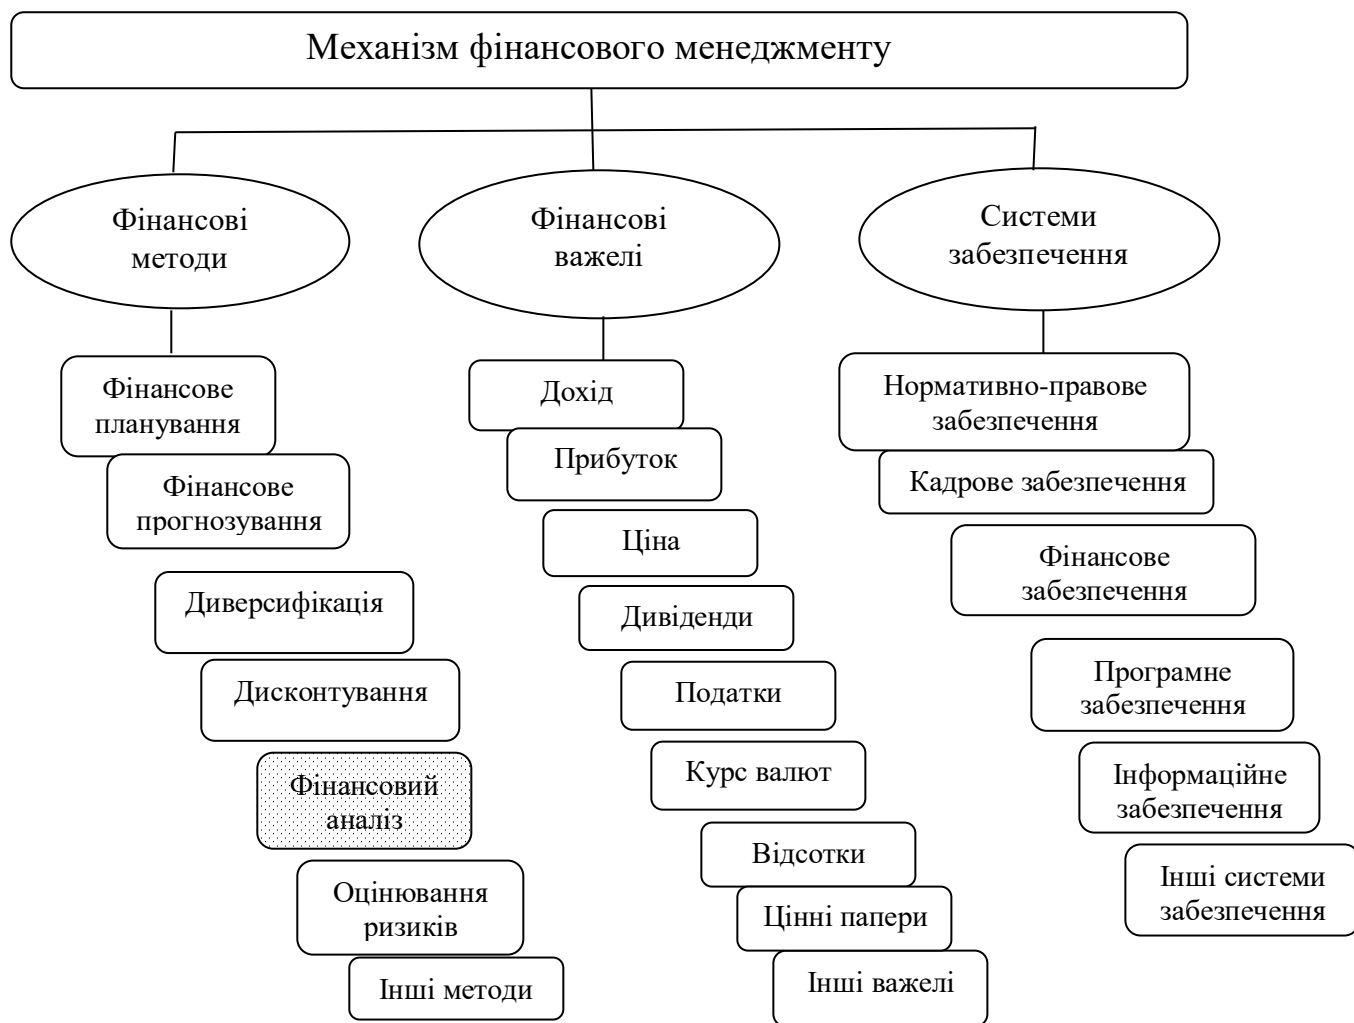 Механізм фінансового менеджменту
Фінансові
методи
Фінансове
планування
Фінансове
прогнозування
Диверсифікація
Дисконтування
Фінансовий
аналіз
Оцінювання
ризиків
Інші методи
Фінансові
важелі
Дохід
Прибуток
Ціна
Дивіденди
Податки
Курс валют
Відсотки
Цінні папери
Інші важелі
Системи
забезпечення
Нормативно-правове
забезпечення
Кадрове забезпечення
Фінансове
забезпечення
Програмне
забезпечення
Інформаційне
забезпечення
Інші системи
забезпечення